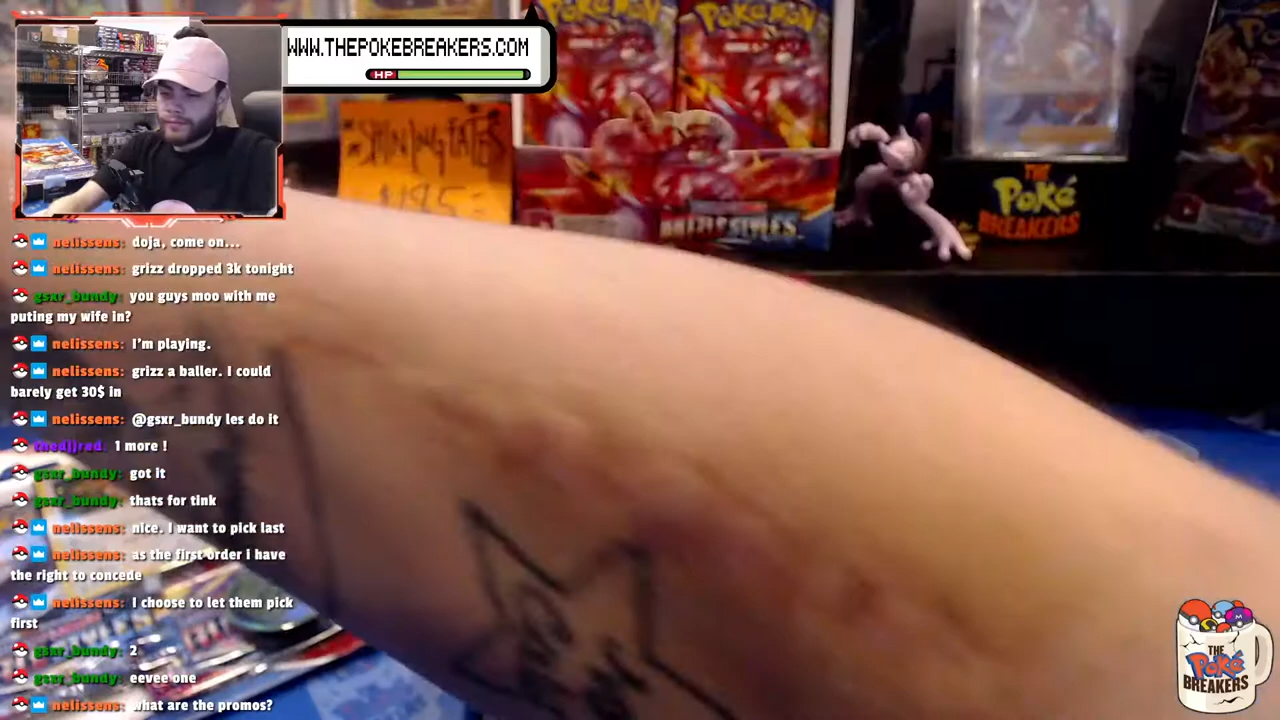 WWW.THEPOKEBREAKERS.COM
HP
POKéMON
POKéMON
SHINING FATES
$195
BATTLE STYLES
THE
Poké
BREAKERS
nelissens: doja, come on...
nelissens: grizz dropped 3k tonight
gsxr_bundy: you guys moo with me
puting my wife in?
nelissens: I'm playing.
nelissens: grizz a baller. I could
barely get 30$ in
nelissens: @gsxr_bundy les do it
1 more !
gsxr_bundy: got it
gsxr_bundy: thats for tink
nelissens: nice. I want to pick last
nelissens: as the first order i have
the right to concede
nelissens: I choose to let them pick
first
gsxr_bundy: 2
gsxr_bundy: eevee one
nelissens: what are the promos?
THE
Poké
BREAKERS